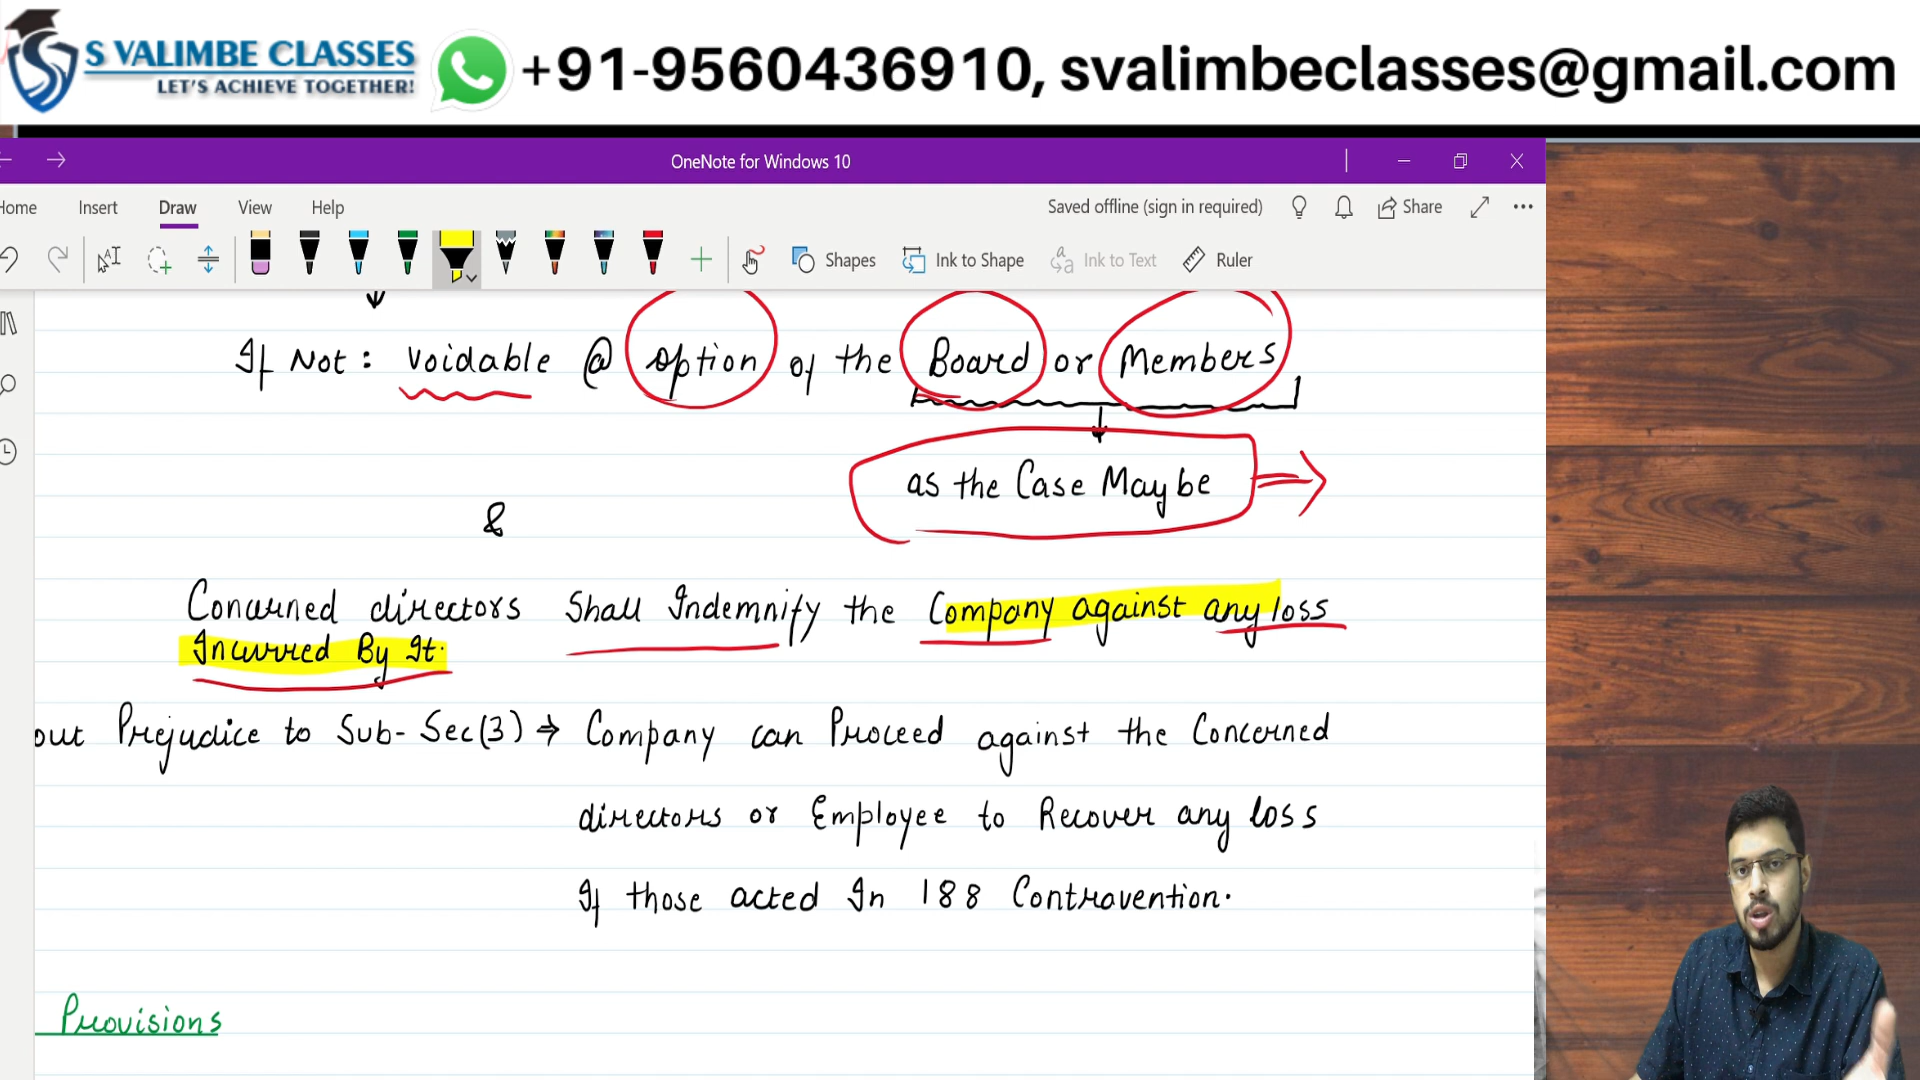 S VALIMBE CLASSES
LET'S ACHIEVE TOGETHER!
+91-9560436910, svalimbeclasses@gmail.com
OneNote for Windows 10
Home Insert Draw View Help
Saved offline (sign in required) Share
Shapes Ink to Shape Ink to Text Ruler
If Not : Voidable @ option of the Board or Members
as the Case Maybe
&
Concerned directors Shall Indemnify the Company against any loss
Incurred By It.
out Prejudice to Sub-Sec(3) ⇒ Company can Proceed against the Concerned
directors or Employee to Recover any loss
If those acted In 188 Contravention.
Provisions